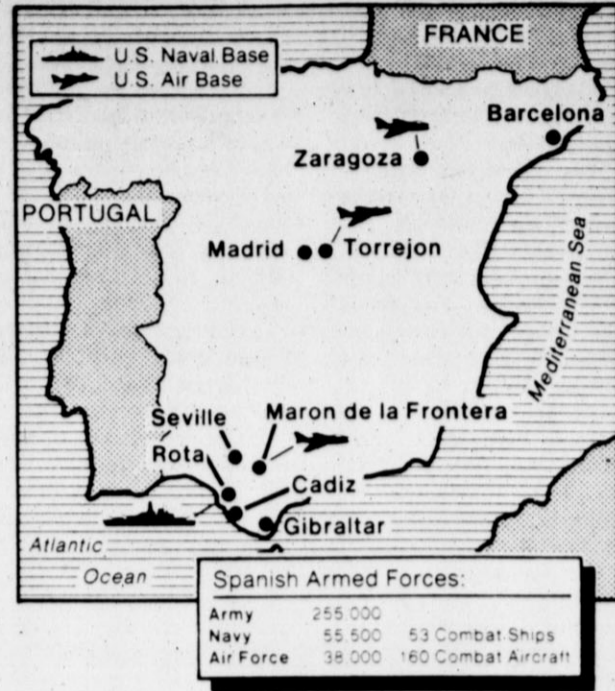 FRANCE
U.S. Naval Base
U.S. Air Base
Barcelona
Zaragoza
PORTUGAL
Madrid
Torrejon
Mediterranean Sea
Seville
Maron de la Frontera
Rota
Cadiz
Gibraltar
Atlantic
Ocean
Spanish Armed Forces:
Army 255,000
Navy 55,500 53 Combat Ships
Air Force 38,000 160 Combat Aircraft